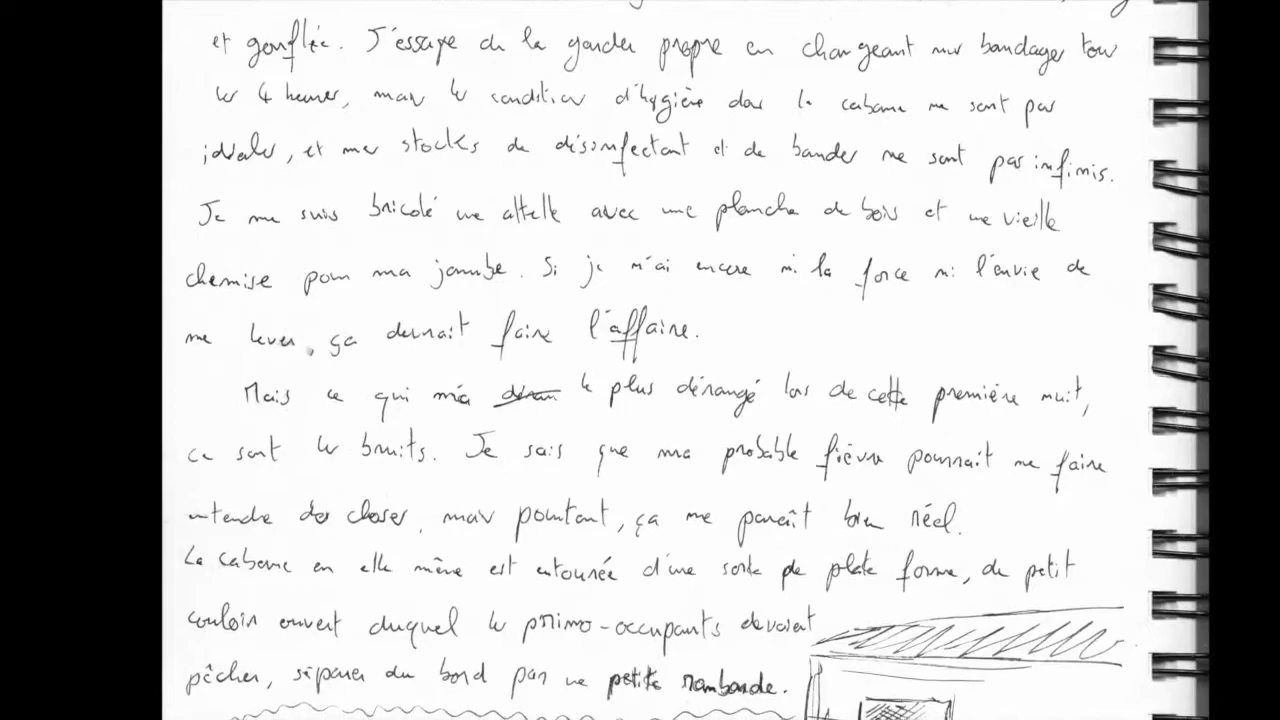 et gonflée. J'essaye de la garder propre en changeant mes bandages tous
les 4 heures, mais les conditions d'hygiène dans la cabane ne sont pas
idéales, et mes stocks de désinfectant et de bandes ne sont pas infinis.
Je me suis bricolé une attelle avec une planche de bois et une vieille
chemise pour ma jambe. Si je n'ai encore ni la force ni l'envie de
me lever, ça devrait faire l'affaire.
Mais ce qui m'a le plus dérangé lors de cette première nuit,
ce sont les bruits. Je sais que ma probable fièvre pourrait me faire
entendre des choses, mais pourtant, ça me paraît bien réel.
La cabane en elle même est entourée d'une sorte de plate forme, de petit
couloir ouvert duquel les primo-occupants devaient
pêcher, séparée du bord par une petite rambarde.